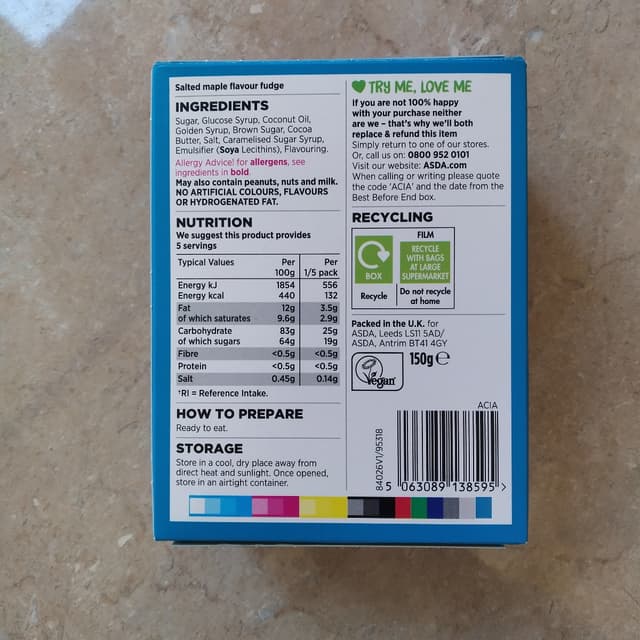 Salted maple flavour fudge
INGREDIENTS
Sugar, Glucose Syrup, Coconut Oil,
Golden Syrup, Brown Sugar, Cocoa
Butter, Salt, Caramelised Sugar Syrup,
Emulsifier (Soya Lecithins), Flavouring.
Allergy Advice! for allergens, see
ingredients in bold.
May also contain peanuts, nuts and milk.
NO ARTIFICIAL COLOURS, FLAVOURS
OR HYDROGENATED FAT.
NUTRITION
We suggest this product provides
5 servings
Typical Values Per 100g Per 1/5 pack
Energy kJ 1854 556
Energy kcal 440 132
Fat 12g 3.5g
of which saturates 9.6g 2.9g
Carbohydrate 83g 25g
of which sugars 64g 19g
Fibre <0.5g <0.5g
Protein <0.5g <0.5g
Salt 0.45g 0.14g
†RI = Reference Intake.
HOW TO PREPARE
Ready to eat.
STORAGE
Store in a cool, dry place away from
direct heat and sunlight. Once opened,
store in an airtight container.
TRY ME, LOVE ME
If you are not 100% happy
with your purchase neither
are we – that's why we'll both
replace & refund this item
Simply return to one of our stores.
Or, call us on: 0800 952 0101
Visit our website: ASDA.com
When calling or writing please quote
the code 'ACIA' and the date from the
Best Before End box.
RECYCLING
BOX
Recycle
FILM
RECYCLE
WITH BAGS
AT LARGE
SUPERMARKET
Do not recycle
at home
Packed in the U.K. for
ASDA, Leeds LS11 5AD/
ASDA, Antrim BT41 4GY
Vegan
150g e
ACIA
84026V1/95318
5 063089 138595 >